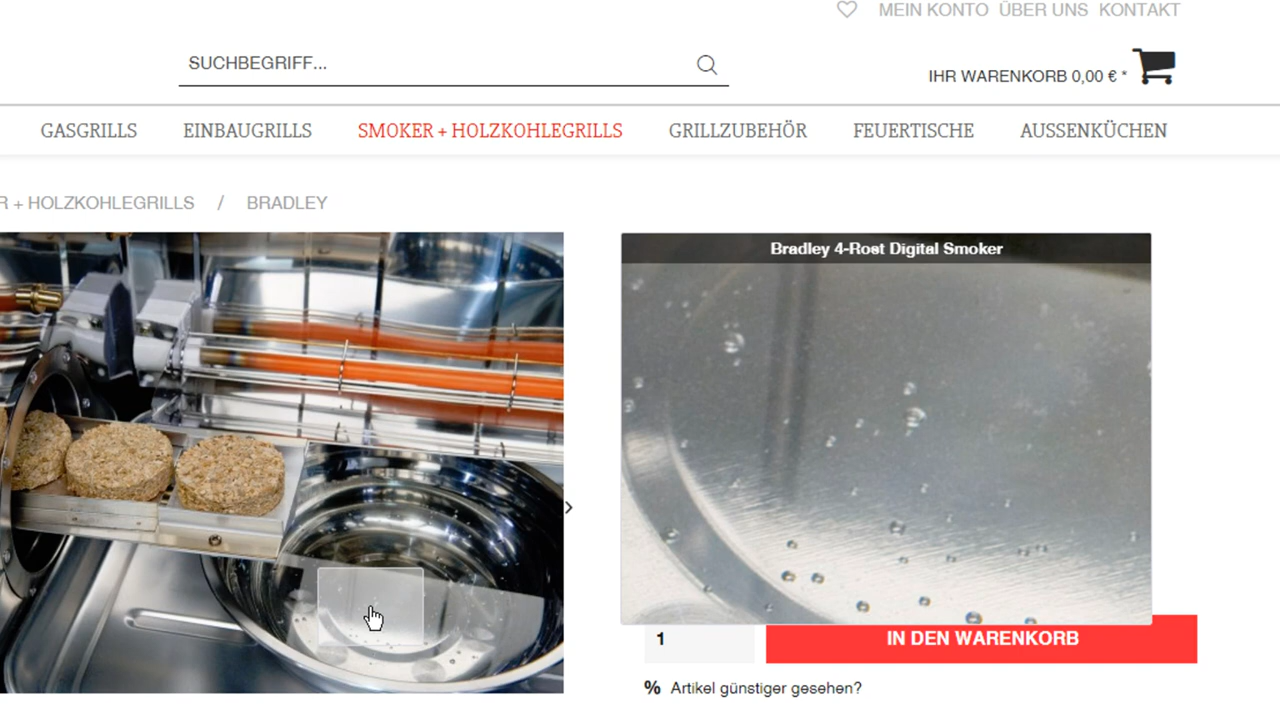 MEIN KONTO ÜBER UNS KONTAKT
SUCHBEGRIFF...
IHR WARENKORB 0,00 € *
GASGRILLS EINBAUGRILLS SMOKER + HOLZKOHLEGRILLS GRILLZUBEHÖR FEUERTISCHE AUSSENKÜCHEN
R + HOLZKOHLEGRILLS / BRADLEY
Bradley 4-Rost Digital Smoker
1 IN DEN WARENKORB
% Artikel günstiger gesehen?